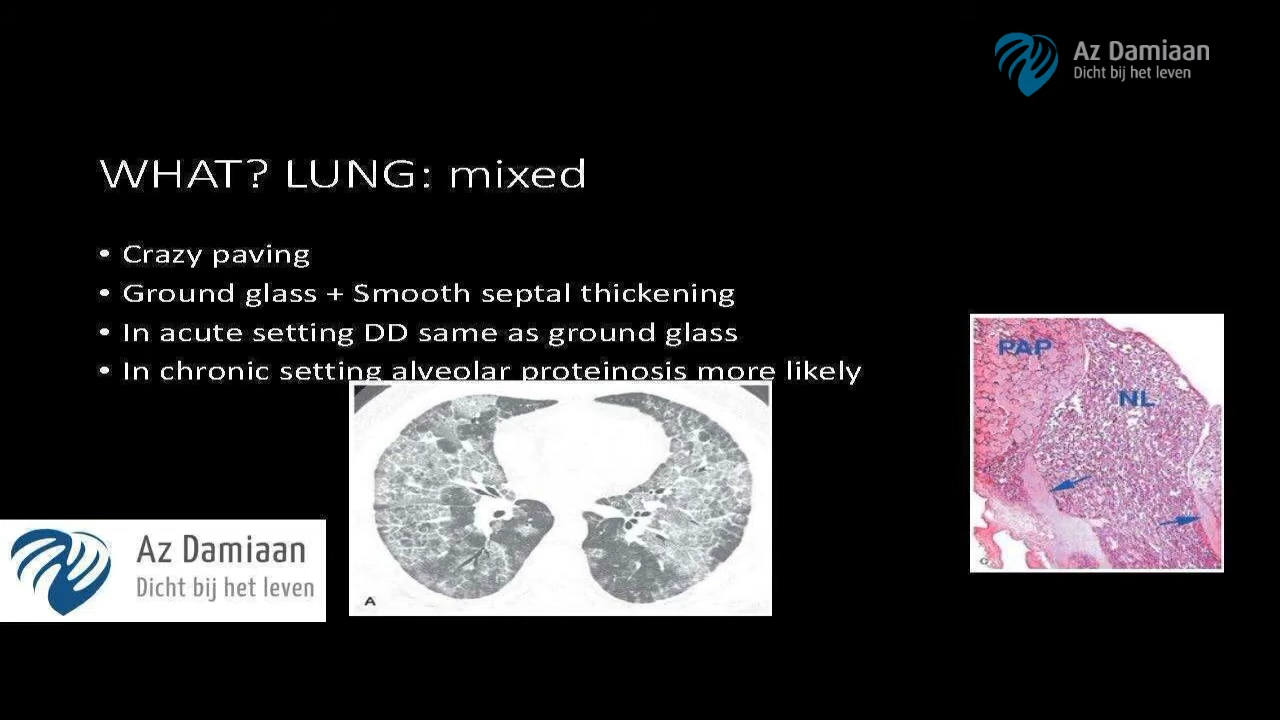 Az Damiaan
Dicht bij het leven
WHAT? LUNG: mixed
• Crazy paving
• Ground glass + Smooth septal thickening
• In acute setting DD same as ground glass
• In chronic setting alveolar proteinosis more likely
PAP
NL
Az Damiaan
Dicht bij het leven
A